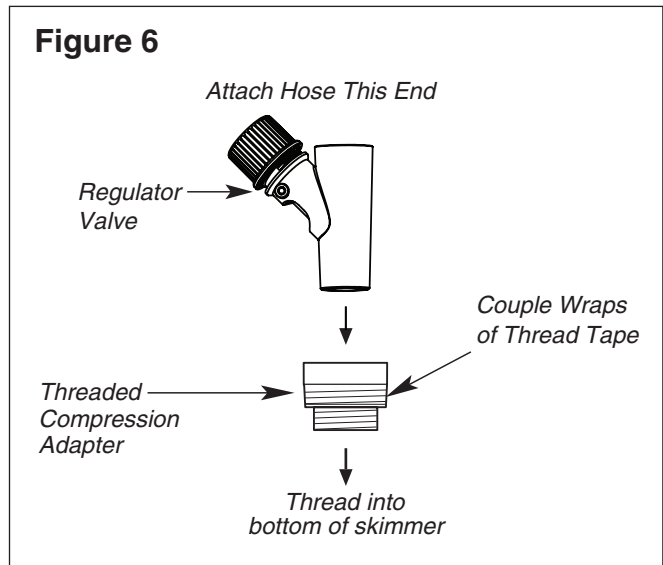 Figure 6
Attach Hose This End
Regulator
Valve
Couple Wraps
of Thread Tape
Threaded
Compression
Adapter
Thread into
bottom of skimmer